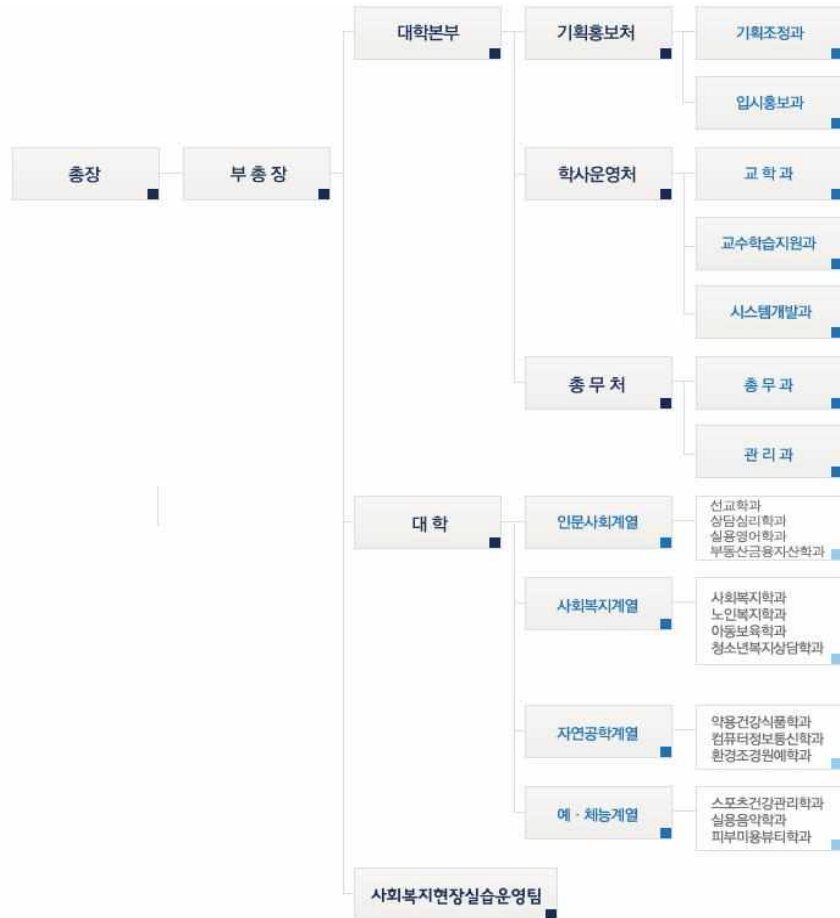 총장
부 총 장
대학본부
기획홍보처
기획조정과
입시홍보과
학사운영처
교 학 과
교수학습지원과
시스템개발과
총 무 처
총 무 과
관 리 과
대 학
인문사회계열
선교학과
상담심리학과
실용영어학과
부동산금융자산학과
사회복지계열
사회복지학과
노인복지학과
아동보육학과
청소년복지상담학과
자연공학계열
약용건강식품학과
컴퓨터정보통신학과
환경조경원예학과
예 · 체능계열
스포츠건강관리학과
실용음악학과
피부미용뷰티학과
사회복지현장실습운영팀